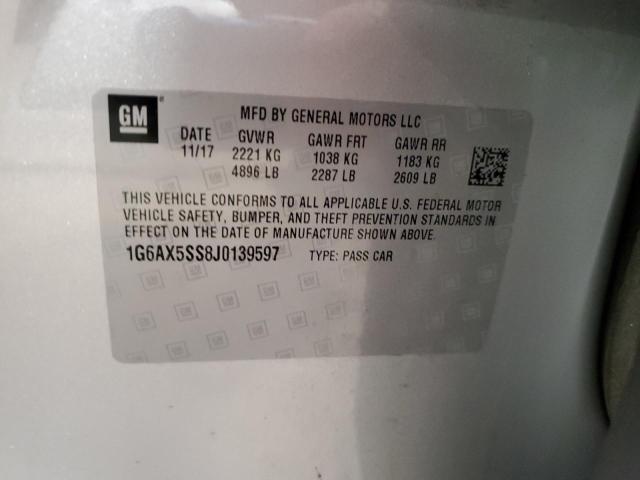 GM
MFD BY GENERAL MOTORS LLC
DATE GVWR GAWR FRT GAWR RR
11/17 2221 KG 1038 KG 1183 KG
4896 LB 2287 LB 2609 LB
THIS VEHICLE CONFORMS TO ALL APPLICABLE U.S. FEDERAL MOTOR
VEHICLE SAFETY, BUMPER, AND THEFT PREVENTION STANDARDS IN
EFFECT ON THE DATE OF MANUFACTURE SHOWN ABOVE.
1G6AX5SS8J0139597 TYPE: PASS CAR